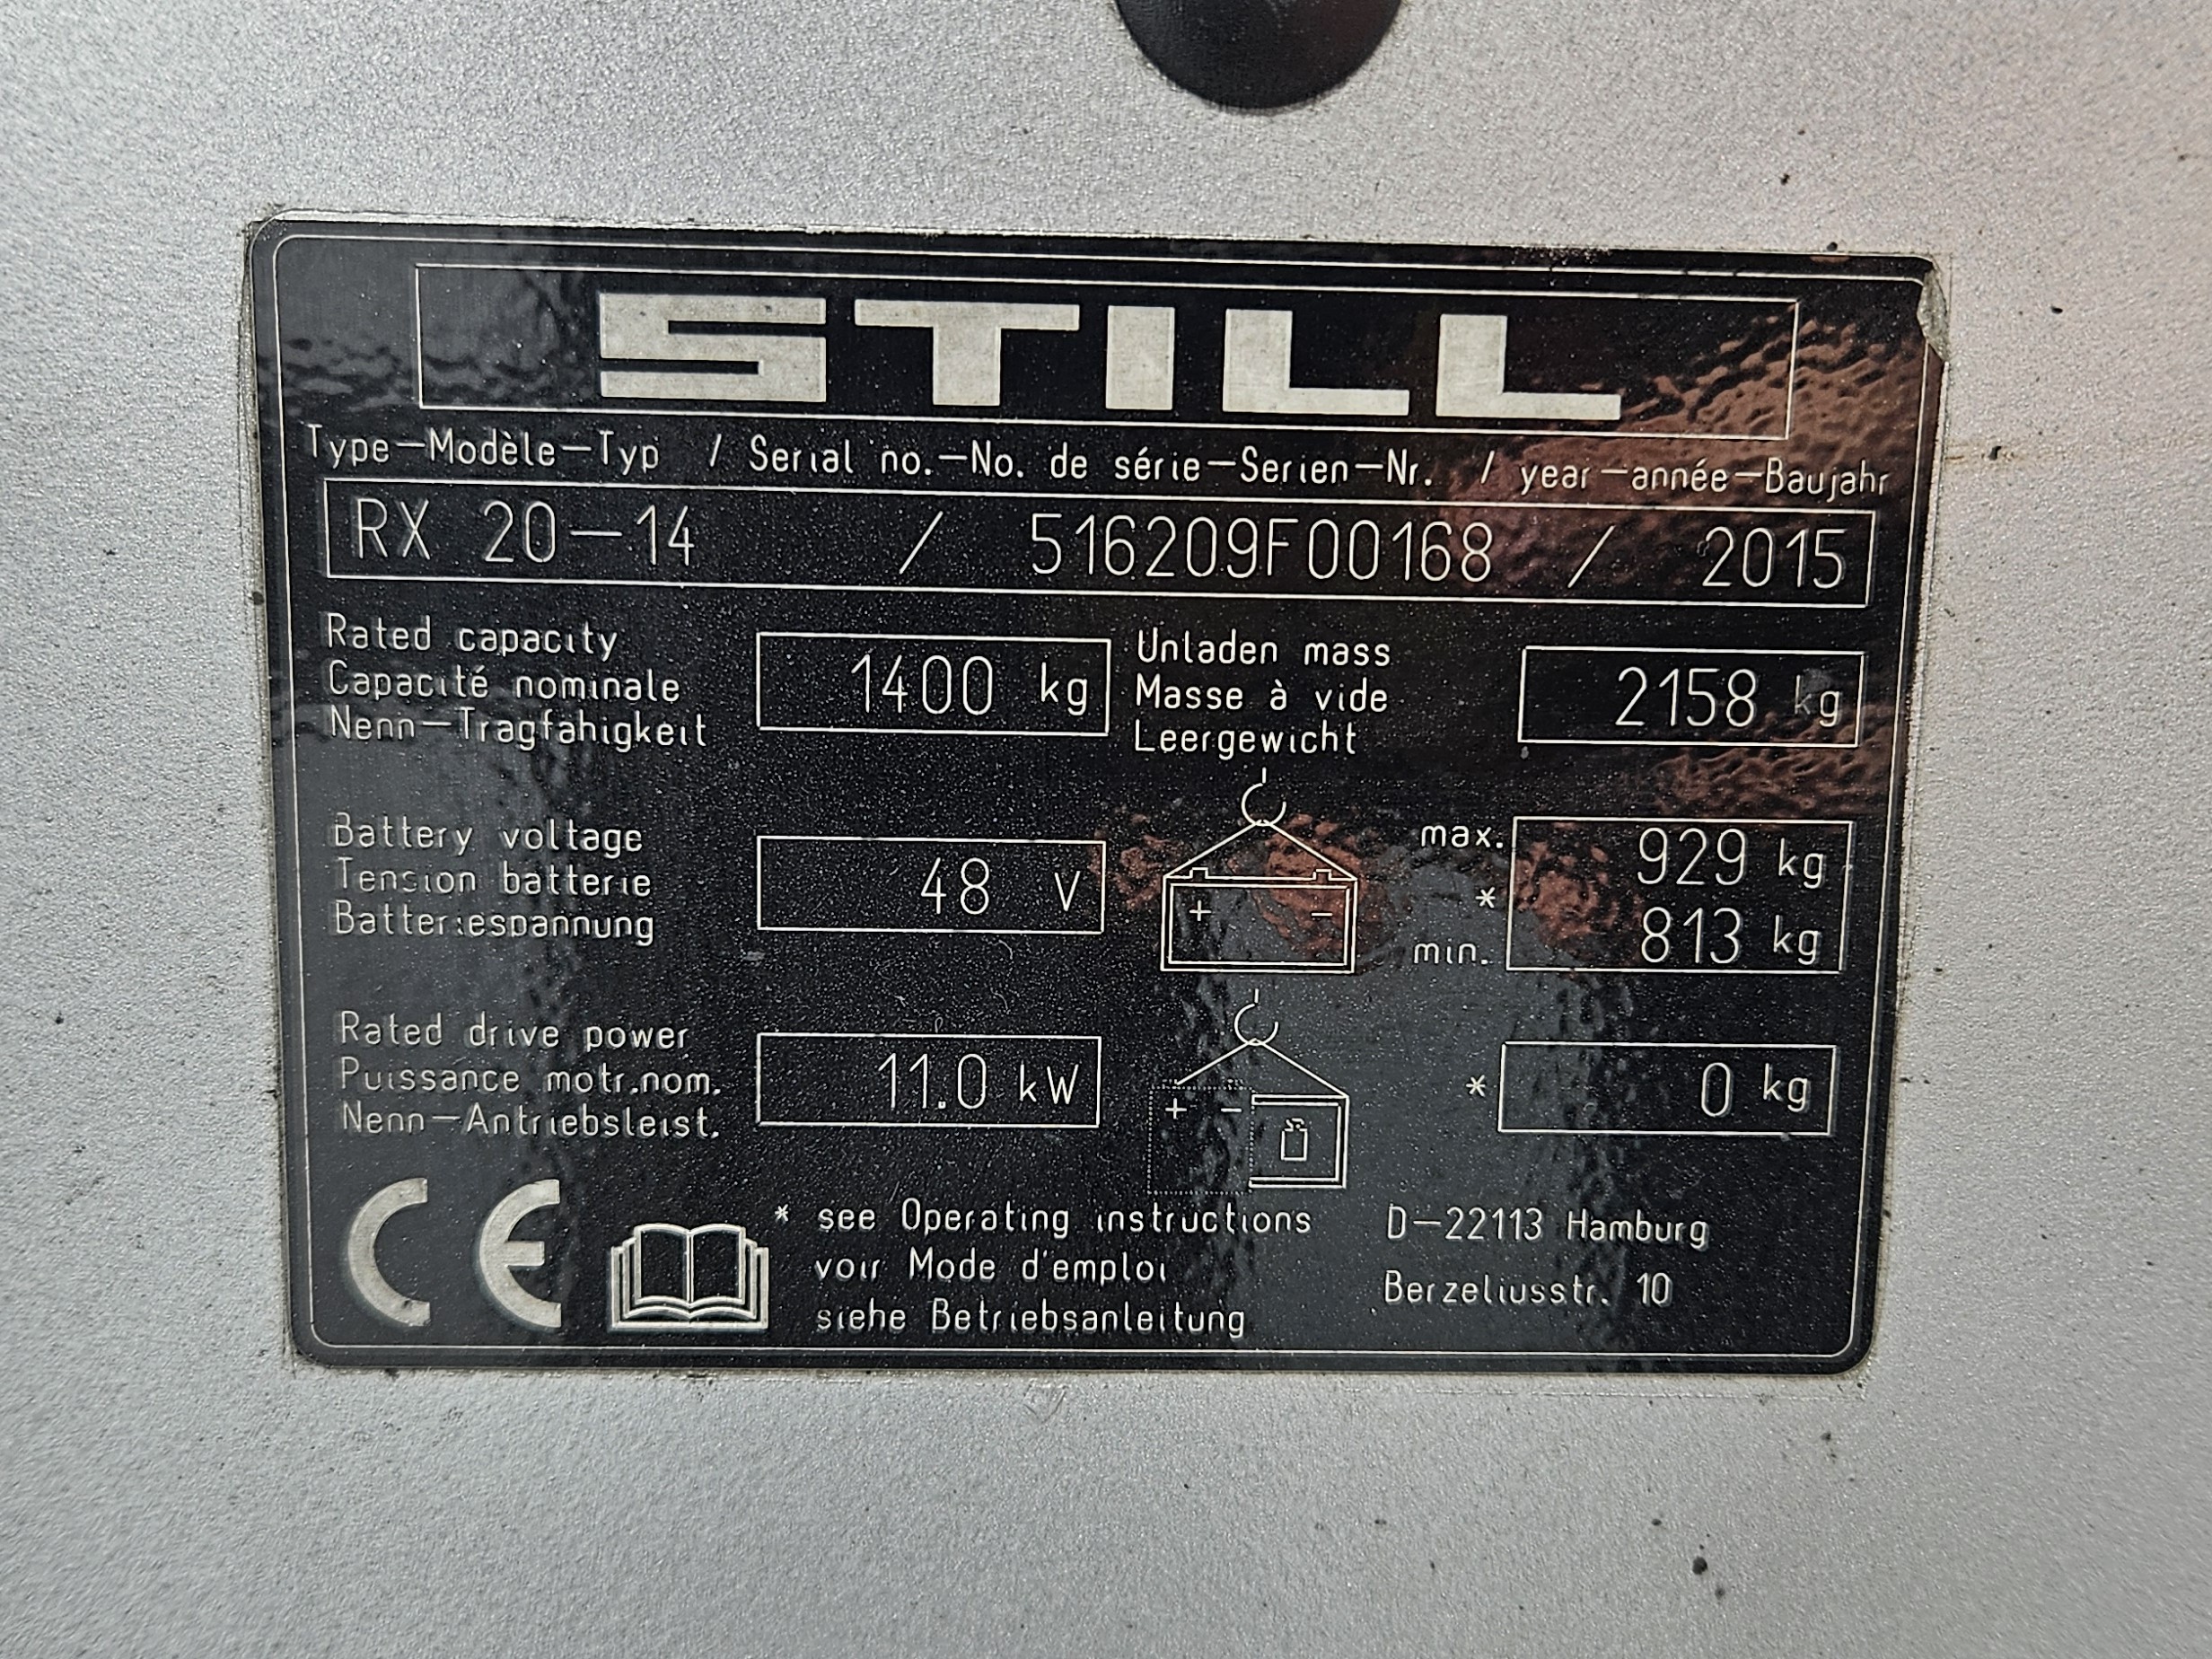 STILL
Type-Modèle-Typ / Serial no.-No. de série-Serien-Nr. / year-année-Baujahr
RX 20-14 / 516209F00168 / 2015
Rated capacity
Capacité nominale
Nenn-Tragfahigkeit
1400 kg
Unladen mass
Masse à vide
Leergewicht
2158 kg
Battery voltage
Tension batterie
Batteriespannung
48 V
+ -
max. 929 kg
*
min. 813 kg
Rated drive power
Puissance motr.nom.
Nenn-Antriebsleist.
11.0 kW
+ -
* 0 kg
CE
* see Operating instructions
voir Mode d'emploi
siehe Betriebsanleitung
D-22113 Hamburg
Berzeliusstr. 10